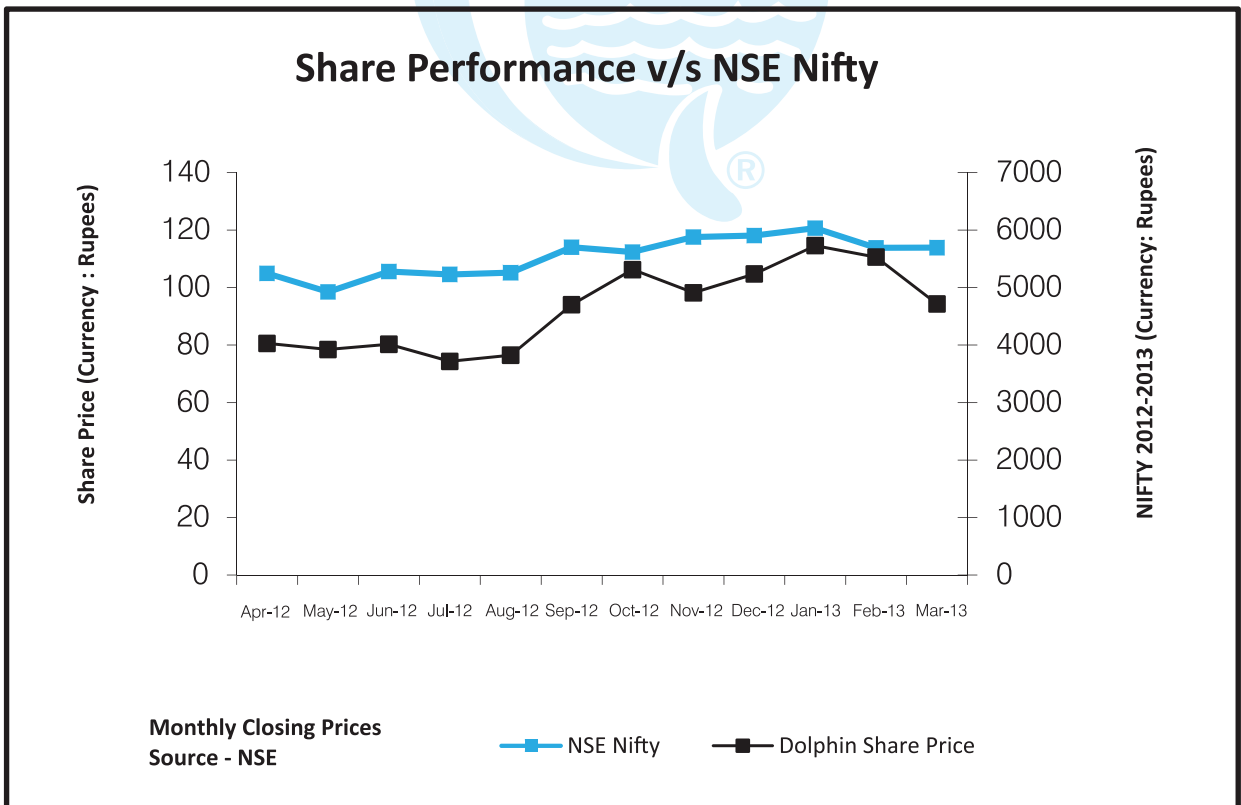 Share Performance v/s NSE Nifty
®
Share Price (Currency : Rupees)
140
120
100
80
60
40
20
0
7000
6000
5000
4000
3000
2000
1000
0
NIFTY 2012-2013 (Currency: Rupees)
Apr-12 May-12 Jun-12 Jul-12 Aug-12 Sep-12 Oct-12 Nov-12 Dec-12 Jan-13 Feb-13 Mar-13
Monthly Closing Prices
Source - NSE
NSE Nifty Dolphin Share Price